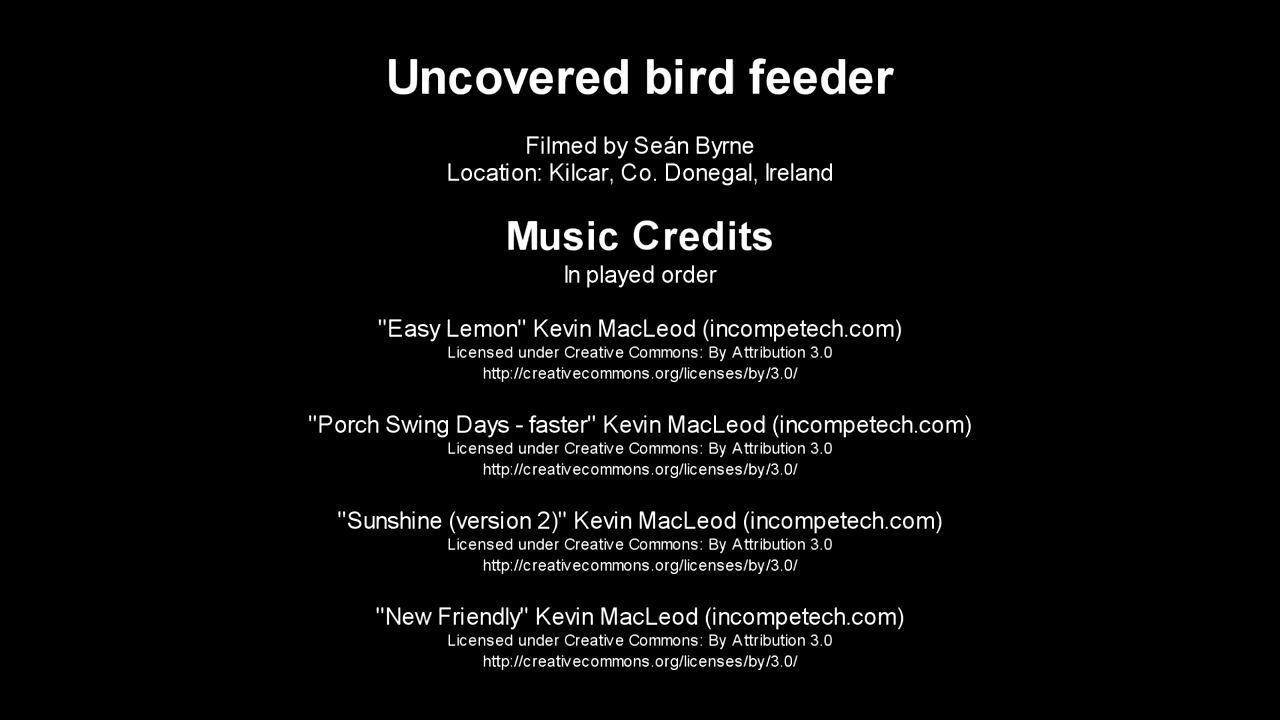 Uncovered bird feeder
Filmed by Seán Byrne
Location: Kilcar, Co. Donegal, Ireland
Music Credits
In played order
"Easy Lemon" Kevin MacLeod (incompetech.com)
Licensed under Creative Commons: By Attribution 3.0
http://creativecommons.org/licenses/by/3.0/
"Porch Swing Days - faster" Kevin MacLeod (incompetech.com)
Licensed under Creative Commons: By Attribution 3.0
http://creativecommons.org/licenses/by/3.0/
"Sunshine (version 2)" Kevin MacLeod (incompetech.com)
Licensed under Creative Commons: By Attribution 3.0
http://creativecommons.org/licenses/by/3.0/
"New Friendly" Kevin MacLeod (incompetech.com)
Licensed under Creative Commons: By Attribution 3.0
http://creativecommons.org/licenses/by/3.0/